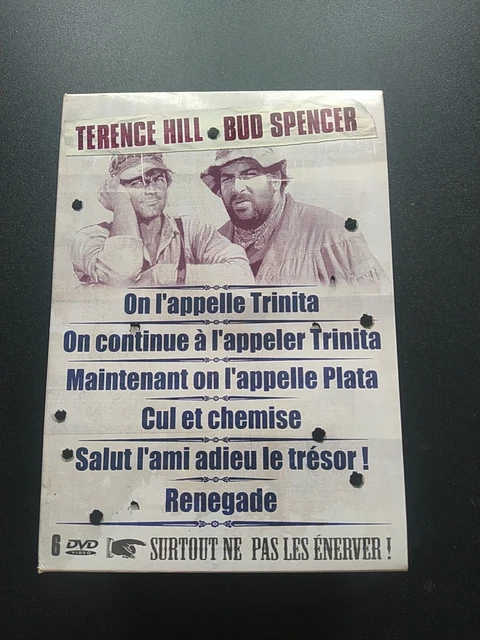 TERENCE HILL • BUD SPENCER
On l'appelle Trinita
On continue à l'appeler Trinita
Maintenant on l'appelle Plata
Cul et chemise
Salut l'ami adieu le trésor !
Renegade
6 DVD VIDEO SURTOUT NE PAS LES ÉNERVER !